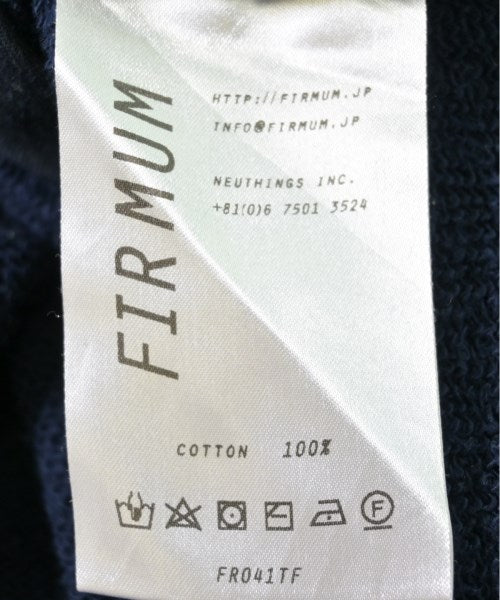 FIRMUM
HTTP://FIRMUM.JP
INFO@FIRMUM.JP
NEUTHINGS INC.
+81(0)6 7501 3524
COTTON 100%
F
FR041TF